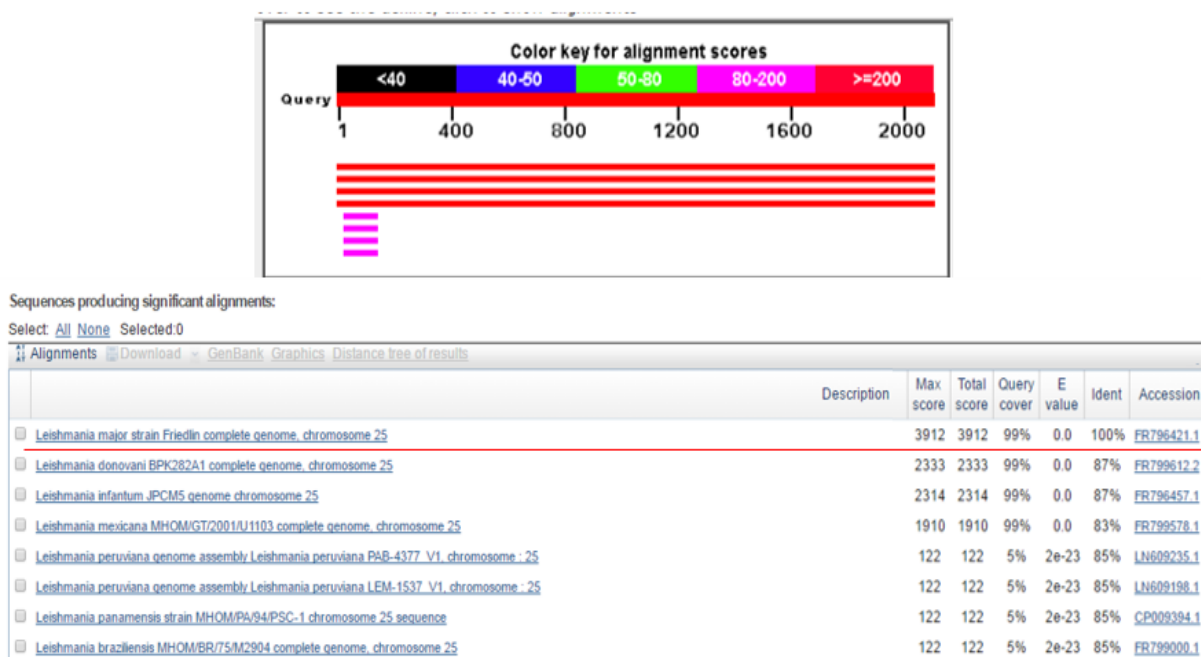 Color key for alignment scores
<40 40-50 50-80 80-200 >=200
Query
1 400 800 1200 1600 2000
Sequences producing significant alignments:
Select: All None Selected:0
Alignments Download GenBank Graphics Distance tree of results
Description Max score Total score Query cover E value Ident Accession
Leishmania major strain Friedlin complete genome, chromosome 25 3912 3912 99% 0.0 100% FR796421.1
Leishmania donovani BPK282A1 complete genome, chromosome 25 2333 2333 99% 0.0 87% FR799612.2
Leishmania infantum JPCM5 genome chromosome 25 2314 2314 99% 0.0 87% FR796457.1
Leishmania mexicana MHOM/GT/2001/U1103 complete genome, chromosome 25 1910 1910 99% 0.0 83% FR799578.1
Leishmania peruviana genome assembly Leishmania peruviana PAB-4377_V1, chromosome : 25 122 122 5% 2e-23 85% LN609235.1
Leishmania peruviana genome assembly Leishmania peruviana LEM-1537_V1, chromosome : 25 122 122 5% 2e-23 85% LN609198.1
Leishmania panamensis strain MHOM/PA/94/PSC-1 chromosome 25 sequence 122 122 5% 2e-23 85% CP009394.1
Leishmania braziliensis MHOM/BR/75/M2904 complete genome, chromosome 25 122 122 5% 2e-23 85% FR799000.1